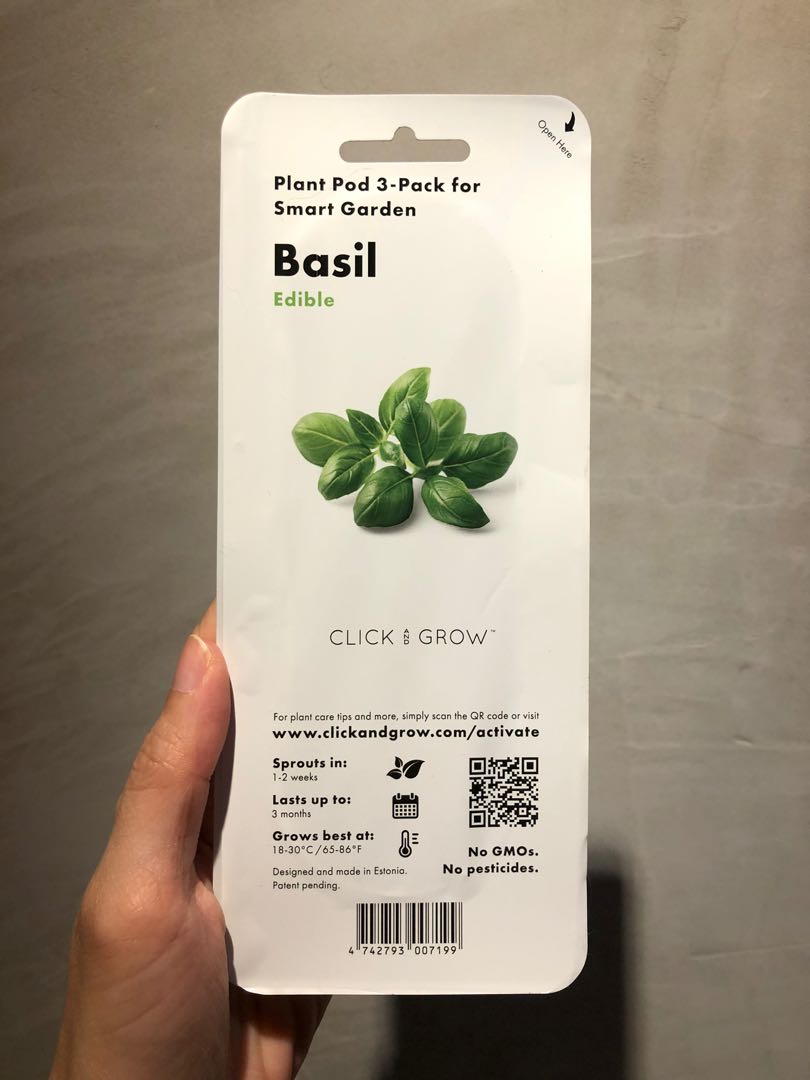 Open Here
Plant Pod 3-Pack for
Smart Garden
Basil
Edible
CLICK AND GROW™
For plant care tips and more, simply scan the QR code or visit
www.clickandgrow.com/activate
Sprouts in:
1-2 weeks
Lasts up to:
3 months
Grows best at:
18-30°C/65-86°F
No GMOs.
No pesticides.
Designed and made in Estonia.
Patent pending.
4 742793 007199